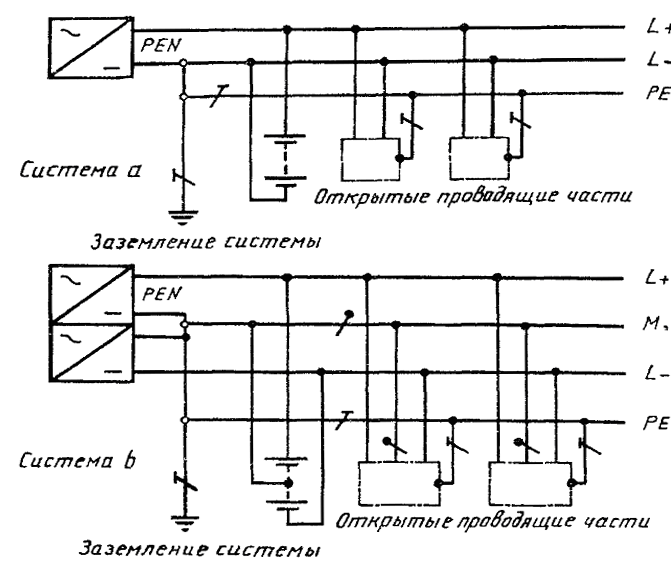 L+
PEN
L-
PE
Система a
Открытые проводящие части
Заземление системы
L+
PEN
M
L-
PE
Система b
Открытые проводящие части
Заземление системы